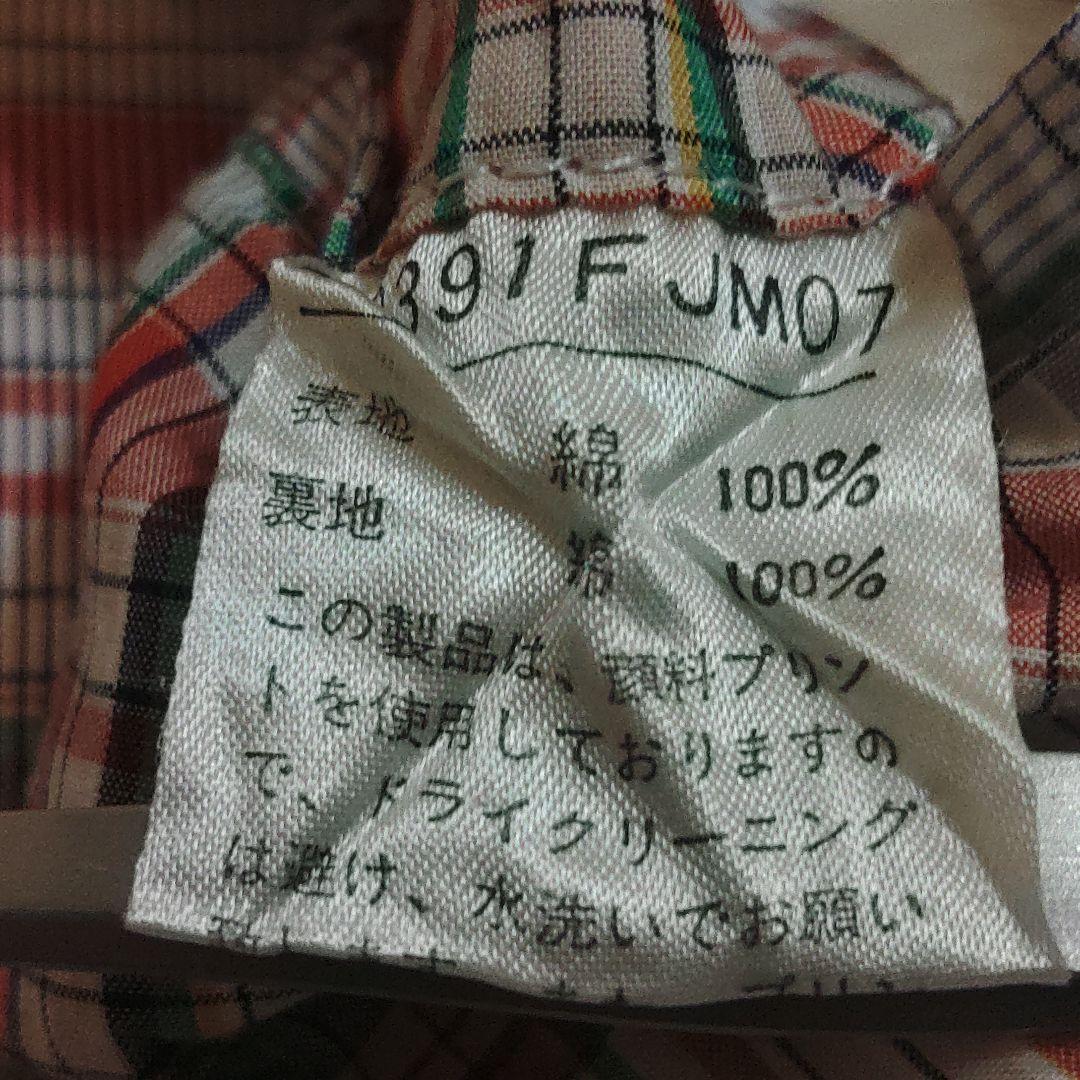 391F JM07
表地 綿 100%
裏地 綿 100%
この製品は、顔料プリン
トを使用しておりますの
で、ドライクリーニング
は避け、水洗いでお願い